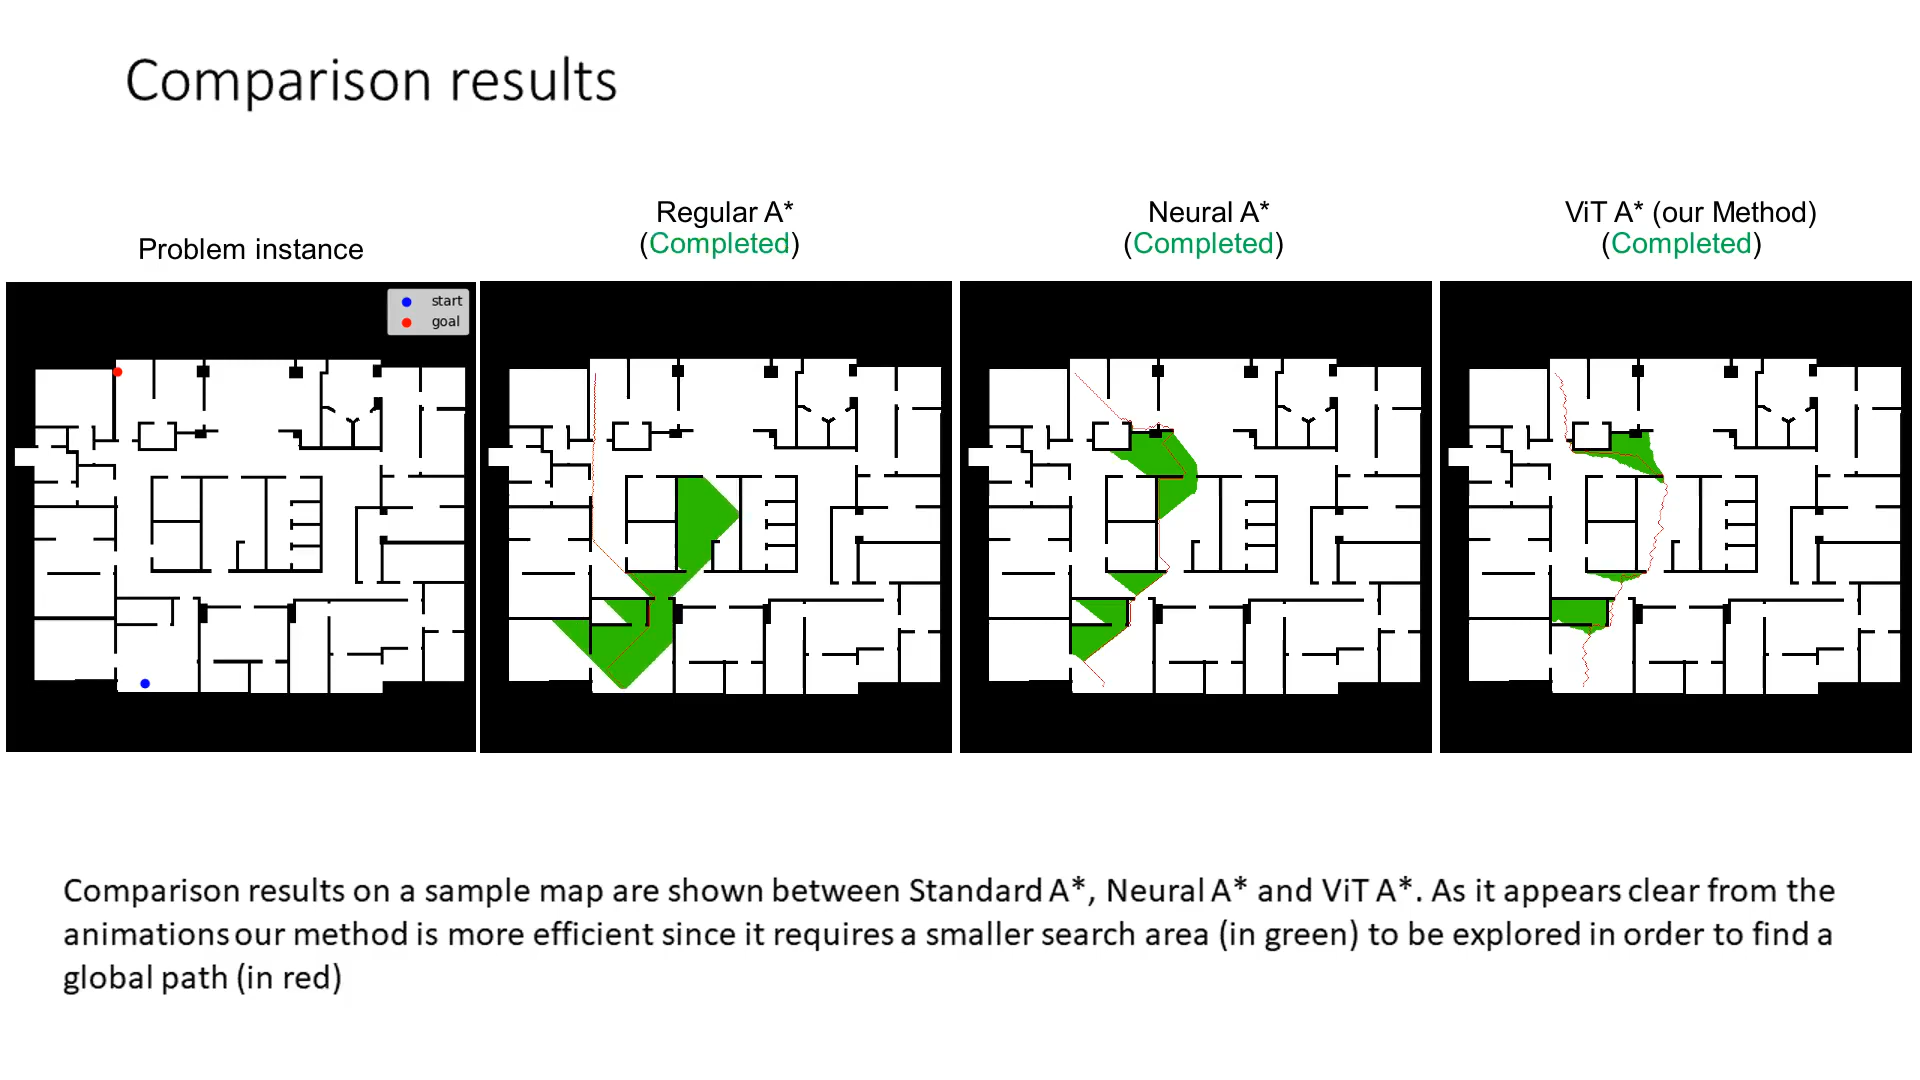 Comparison results
Problem instance
Regular A*
(Completed)
Neural A*
(Completed)
ViT A* (our Method)
(Completed)
start
goal
Comparison results on a sample map are shown between Standard A*, Neural A* and ViT A*. As it appears clear from the
animations our method is more efficient since it requires a smaller search area (in green) to be explored in order to find a
global path (in red)